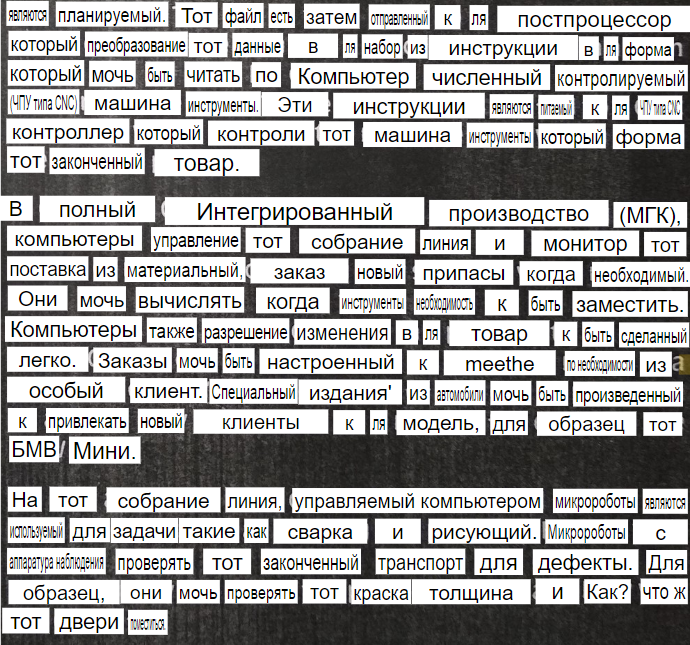 являются планируемый. Тот файл есть затем отправленный к ля постпроцессор
который преобразование тот данные в ля набор из инструкции в ля форма
который мочь быть читать по Компьютер численный контролируемый
(ЧПУ типа CNC) машина инструменты. Эти инструкции являются питаемый к ля ЧПУ типа CNC
контроллер который контроли тот машина инструменты который форма
тот законченный товар.
В полный Интегрированный производство (МГК),
компьютеры управление тот собрание линия и монитор тот
поставка из материальный, заказ новый припасы когда необходимый.
Они мочь вычислять когда инструменты необходимость к быть заместить.
Компьютеры также разрешение изменения в ля товар к быть сделанный
легко. Заказы мочь быть настроенный к meethe по необходимости из
особый клиент. Специальный издания' из автомобили мочь быть произведенный
к привлекать новый клиенты к ля модель, для образец тот
БМВ Мини.
На тот собрание линия, управляемый компьютером микророботы являются
используемый для задачи такие как сварка и рисующий. Микророботы с
аппаратура наблюдения проверять тот законченный транспорт для дефекты. Для
образец, они мочь проверять тот краска толщина и Как? что ж
тот двери поместиться.